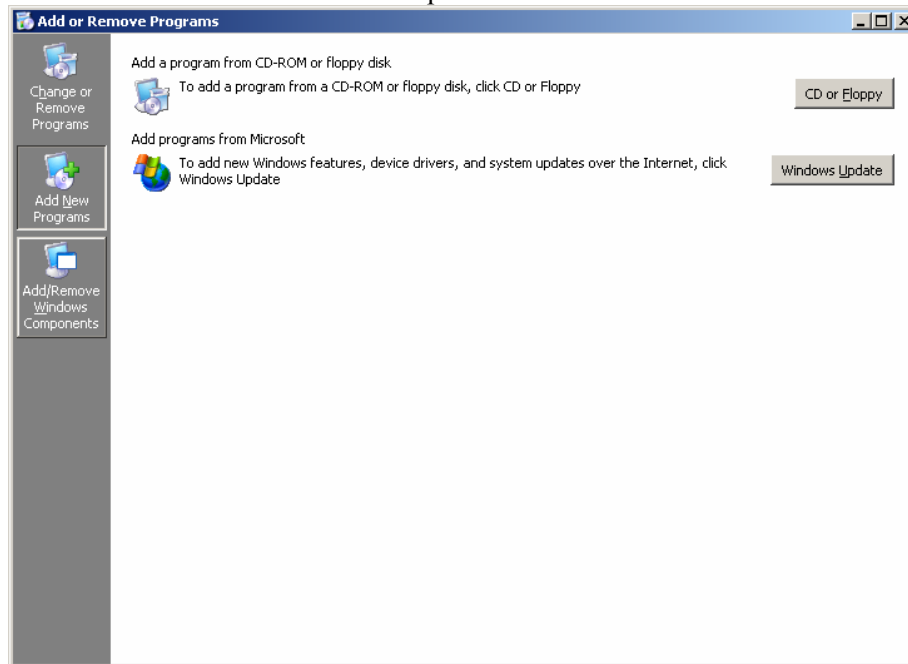 Add or Remove Programs
Change or
Remove
Programs
Add New
Programs
Add/Remove
Windows
Components
Add a program from CD-ROM or floppy disk
To add a program from a CD-ROM or floppy disk, click CD or Floppy
CD or Floppy
Add programs from Microsoft
To add new Windows features, device drivers, and system updates over the Internet, click
Windows Update
Windows Update